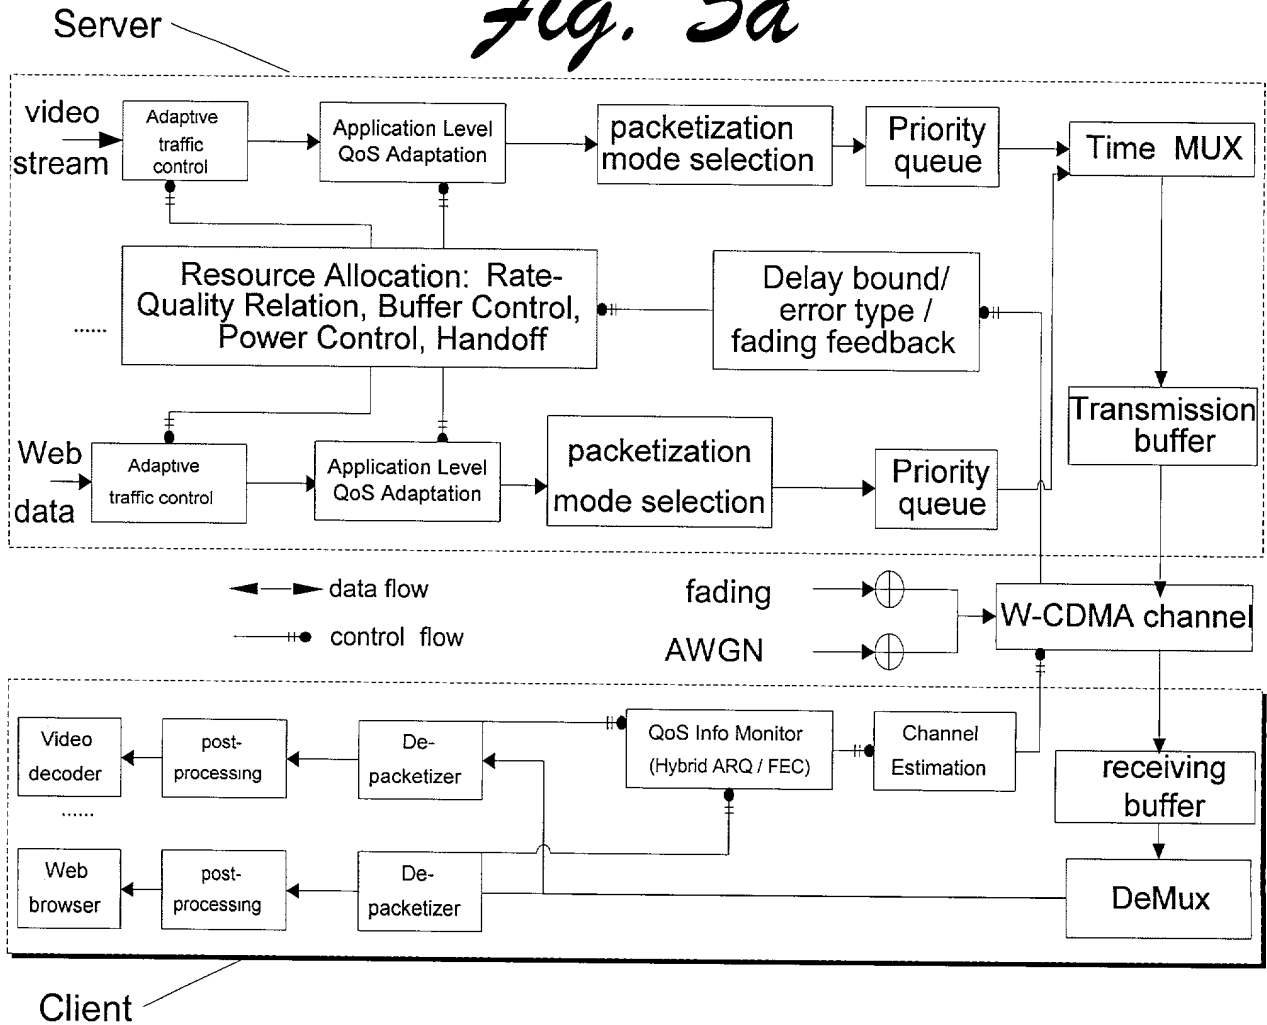 Fig. 5a
Server
video
stream
Adaptive
traffic
control
Application Level
QoS Adaptation
packetization
mode selection
Priority
queue
Time MUX
Resource Allocation: Rate-
Quality Relation, Buffer Control,
Power Control, Handoff
Delay bound/
error type /
fading feedback
......
Transmission
buffer
Web
data
Adaptive
traffic control
Application Level
QoS Adaptation
packetization
mode selection
Priority
queue
data flow
control flow
fading
AWGN
W-CDMA channel
Video
decoder
post-
processing
De-
packetizer
QoS Info Monitor
(Hybrid ARQ / FEC)
Channel
Estimation
receiving
buffer
......
Web
browser
post-
processing
De-
packetizer
DeMux
Client